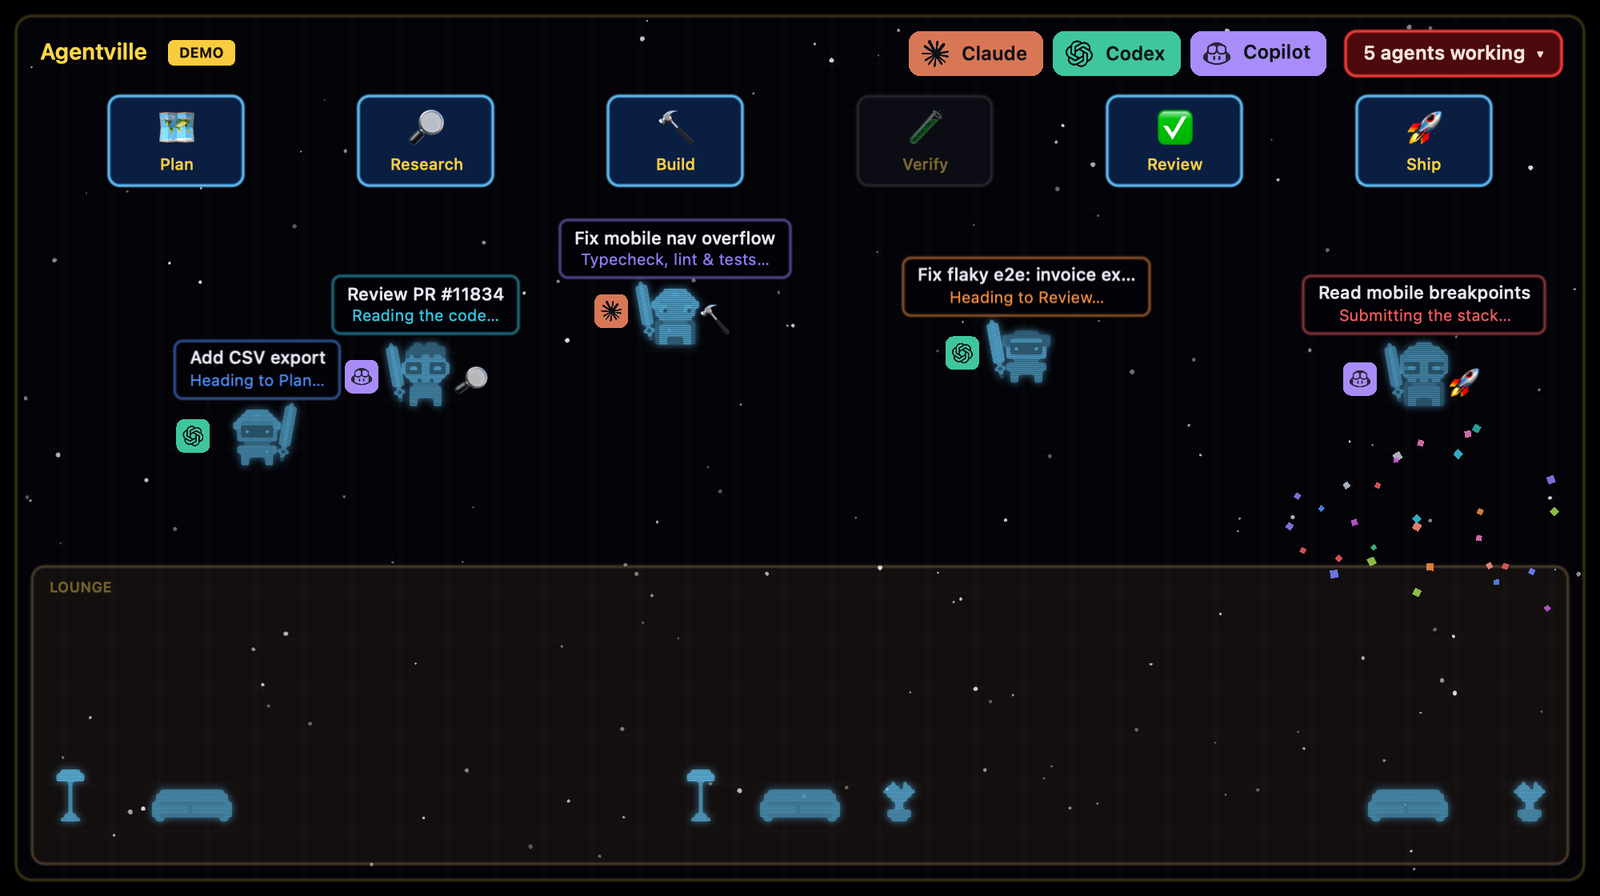 Agentville
DEMO
Claude
Codex
Copilot
5 agents working
Plan
Research
Build
Verify
Review
Ship
Fix mobile nav overflow
Typecheck, lint & tests...
Fix flaky e2e: invoice ex...
Heading to Review...
Review PR #11834
Reading the code...
Read mobile breakpoints
Submitting the stack...
Add CSV export
Heading to Plan...
LOUNGE